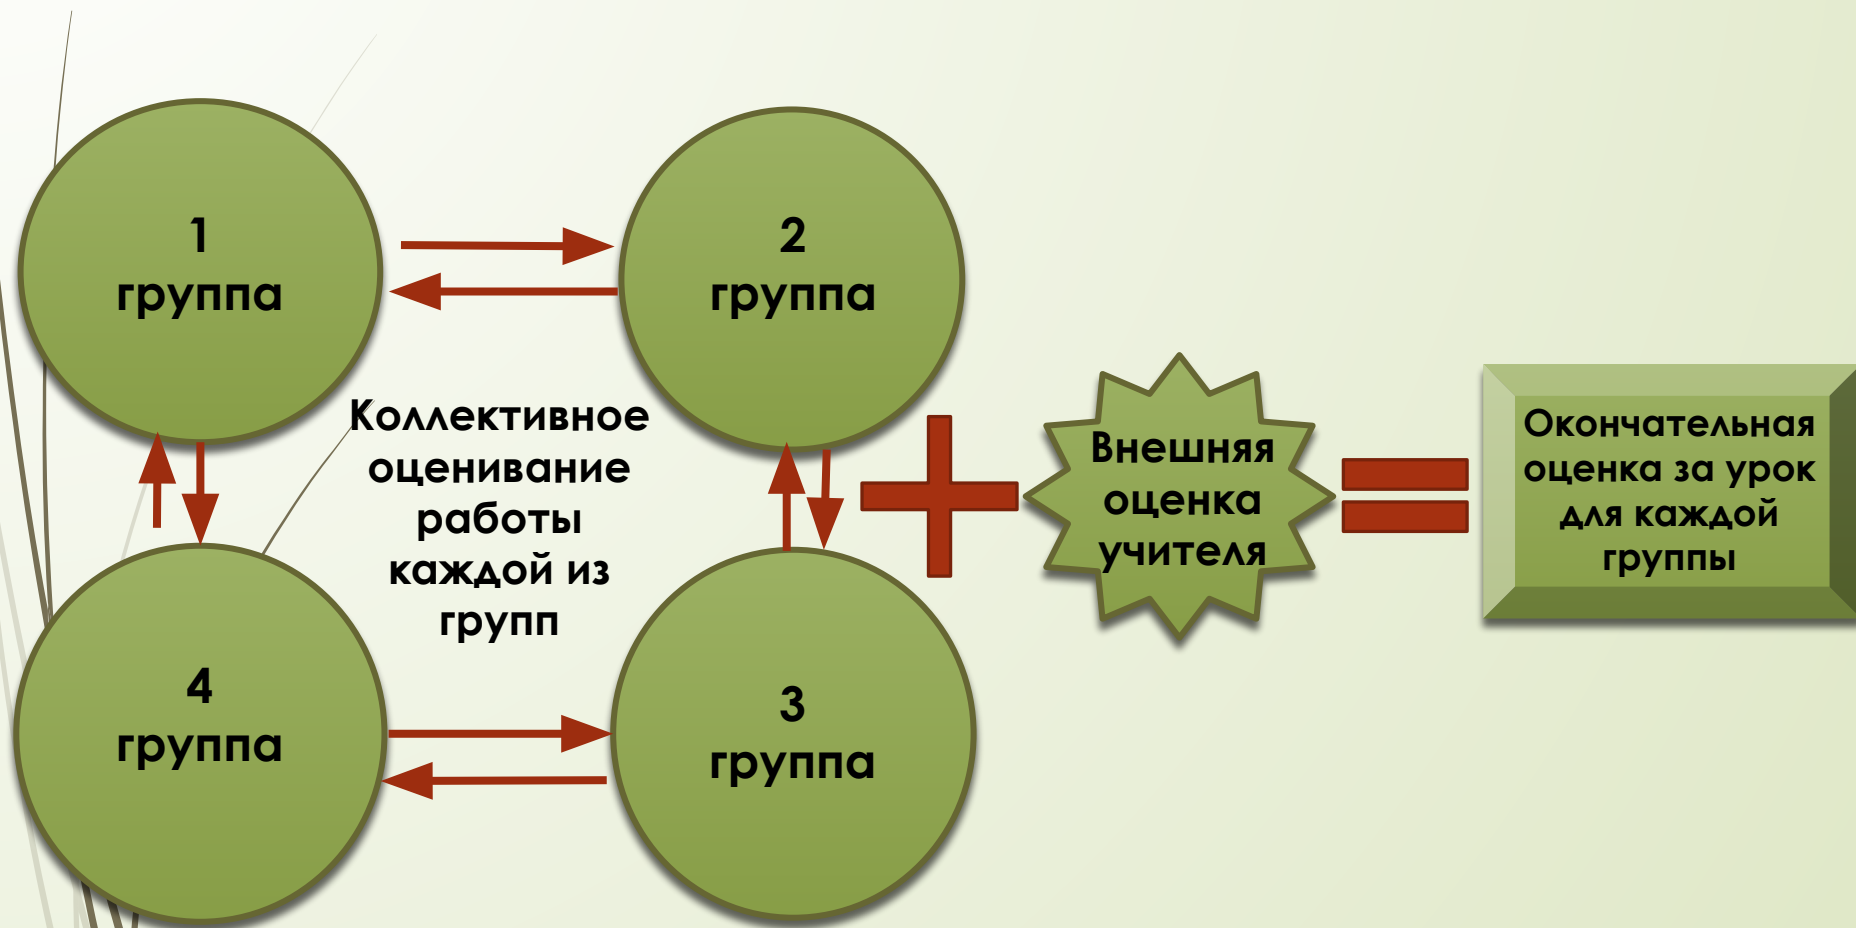 1
группа
2
группа
Коллективное
оценивание
работы
каждой из
групп
4
группа
3
группа
Внешняя
оценка
учителя
Окончательная
оценка за урок
для каждой
группы